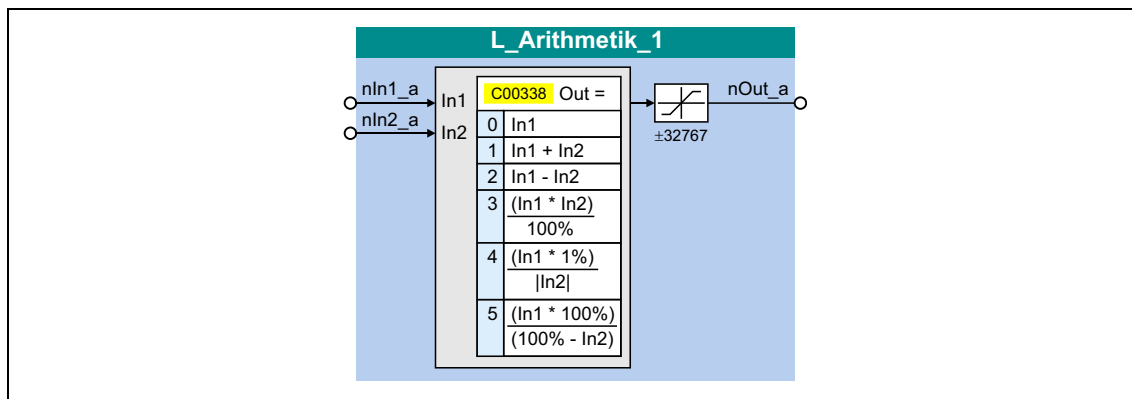 L_Arithmetik_1
nIn1_a
nIn2_a
In1
In2
C00338 Out =
0 In1
1 In1 + In2
2 In1 - In2
3 (In1 * In2)
100%
4 (In1 * 1%)
|In2|
5 (In1 * 100%)
(100% - In2)
±32767
nOut_a